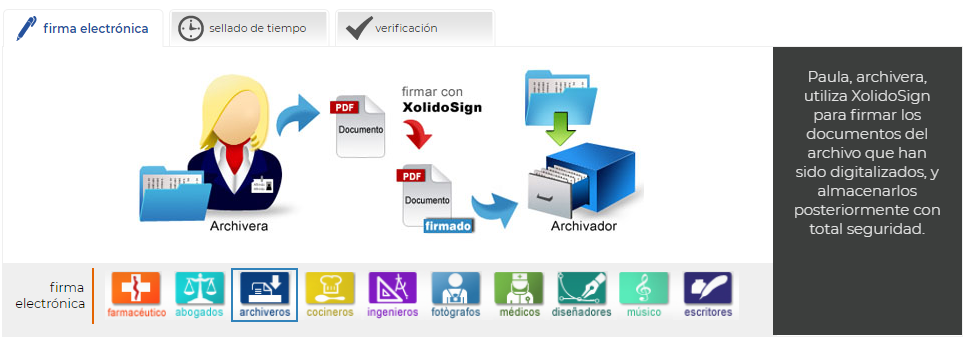 firma electrónica
sellado de tiempo
verificación
firmar con
XolidoSign
PDF
Documento
PDF
Documento
firmado
Archivera
Archivador
Paula, archivera,
utiliza XolidoSign
para firmar los
documentos del
archivo que han
sido digitalizados, y
almacenarlos
posteriormente con
total seguridad.
firma
electrónica
farmacéutico
abogados
archiveros
cocineros
ingenieros
fotógrafos
médicos
diseñadores
músico
escritores